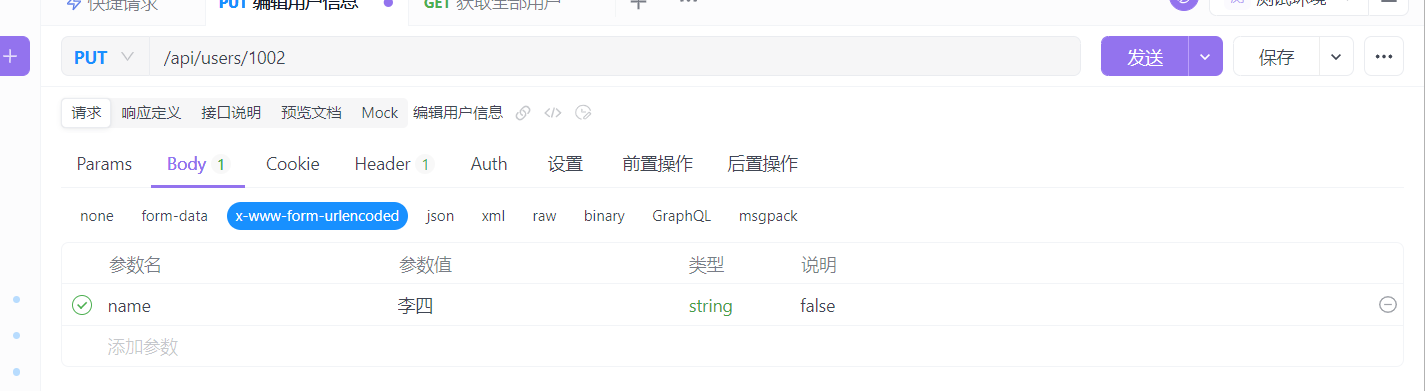 快捷请求 PUT 编辑用户信息 GET 获取全部用户 测试环境
PUT /api/users/1002 发送 保存
请求 响应定义 接口说明 预览文档 Mock 编辑用户信息
Params Body 1 Cookie Header 1 Auth 设置 前置操作 后置操作
none form-data x-www-form-urlencoded json xml raw binary GraphQL msgpack
参数名 参数值 类型 说明
name 李四 string false
添加参数